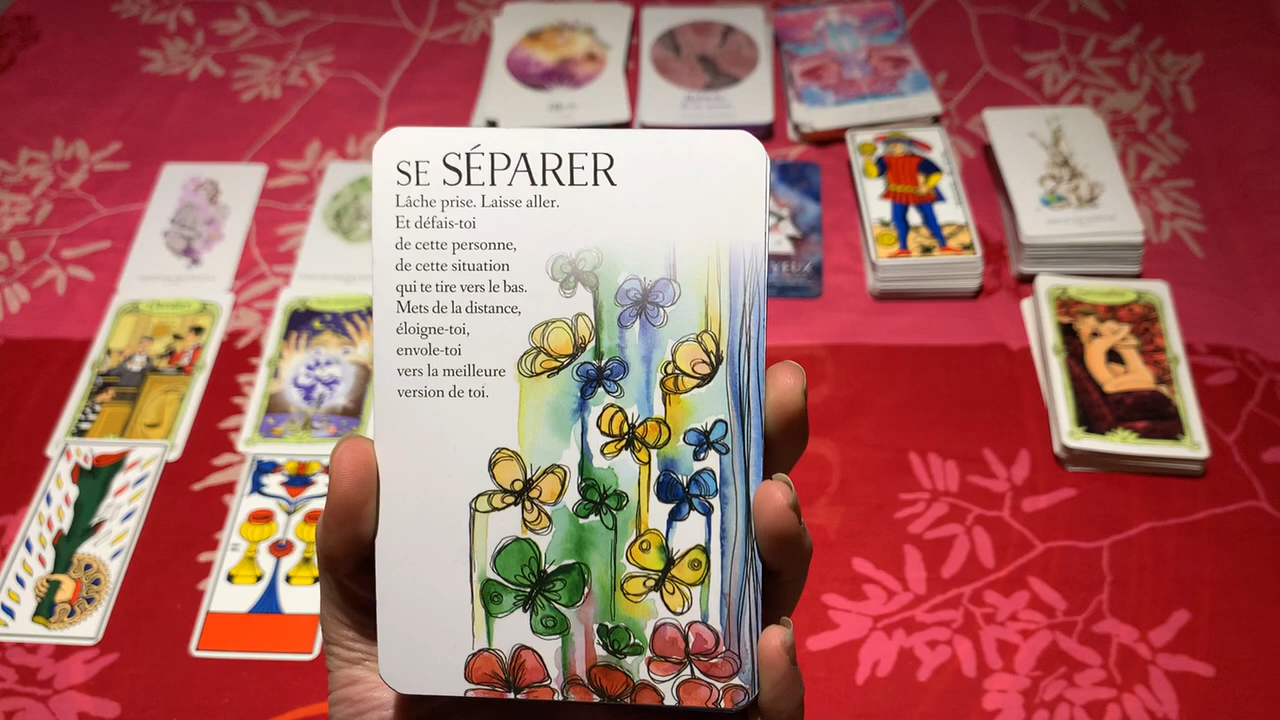 SE SÉPARER
Lâche prise. Laisse aller.
Et défais-toi
de cette personne,
de cette situation
qui te tire vers le bas.
Mets de la distance,
éloigne-toi,
envole-toi
vers la meilleure
version de toi.